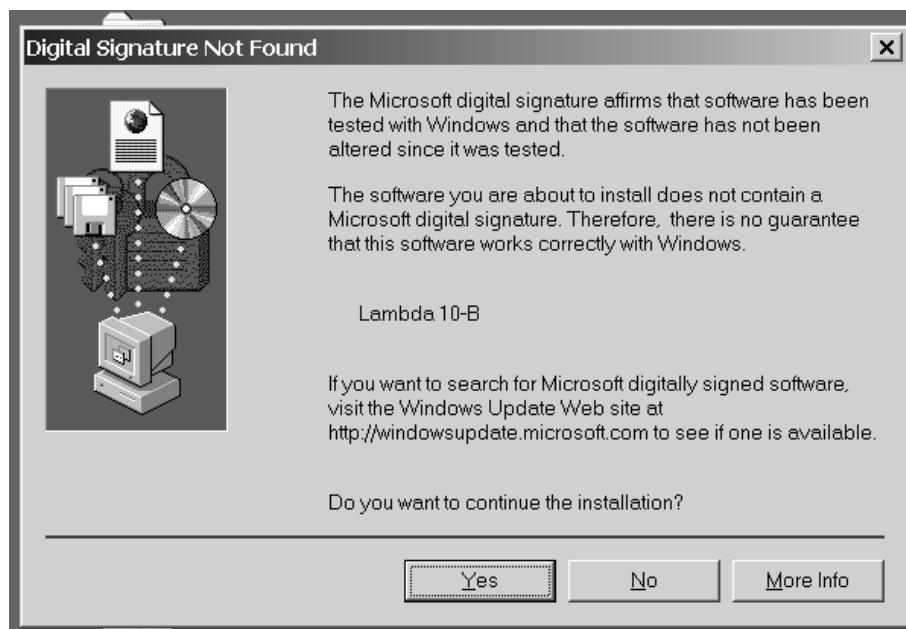 Digital Signature Not Found
The Microsoft digital signature affirms that software has been
tested with Windows and that the software has not been
altered since it was tested.
The software you are about to install does not contain a
Microsoft digital signature. Therefore, there is no guarantee
that this software works correctly with Windows.
Lambda 10-B
If you want to search for Microsoft digitally signed software,
visit the Windows Update Web site at
http://windowsupdate.microsoft.com to see if one is available.
Do you want to continue the installation?
Yes No More Info